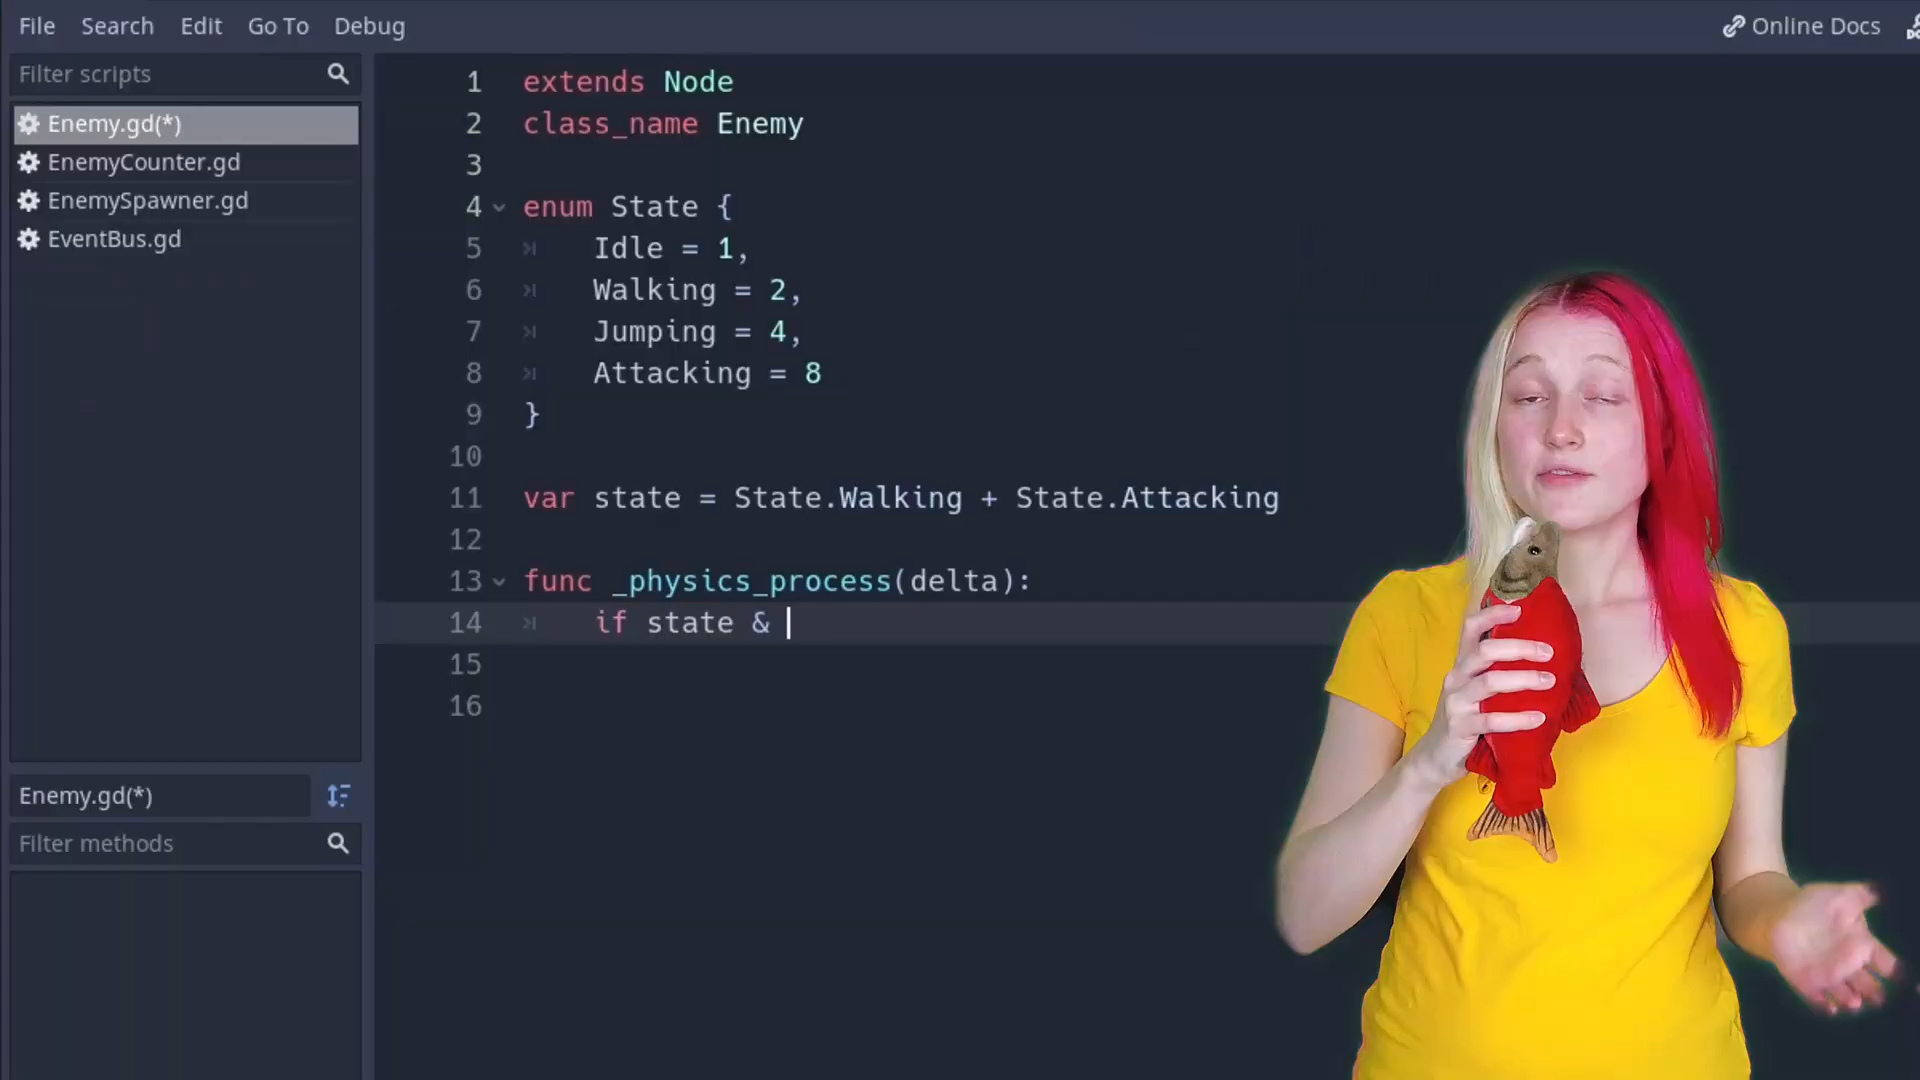 File Search Edit Go To Debug
Online Docs
Filter scripts
Enemy.gd(*)
EnemyCounter.gd
EnemySpawner.gd
EventBus.gd
Enemy.gd(*)
Filter methods
1 extends Node
2 class_name Enemy
3
4 enum State {
5 Idle = 1,
6 Walking = 2,
7 Jumping = 4,
8 Attacking = 8
9 }
10
11 var state = State.Walking + State.Attacking
12
13 func _physics_process(delta):
14 if state &
15
16